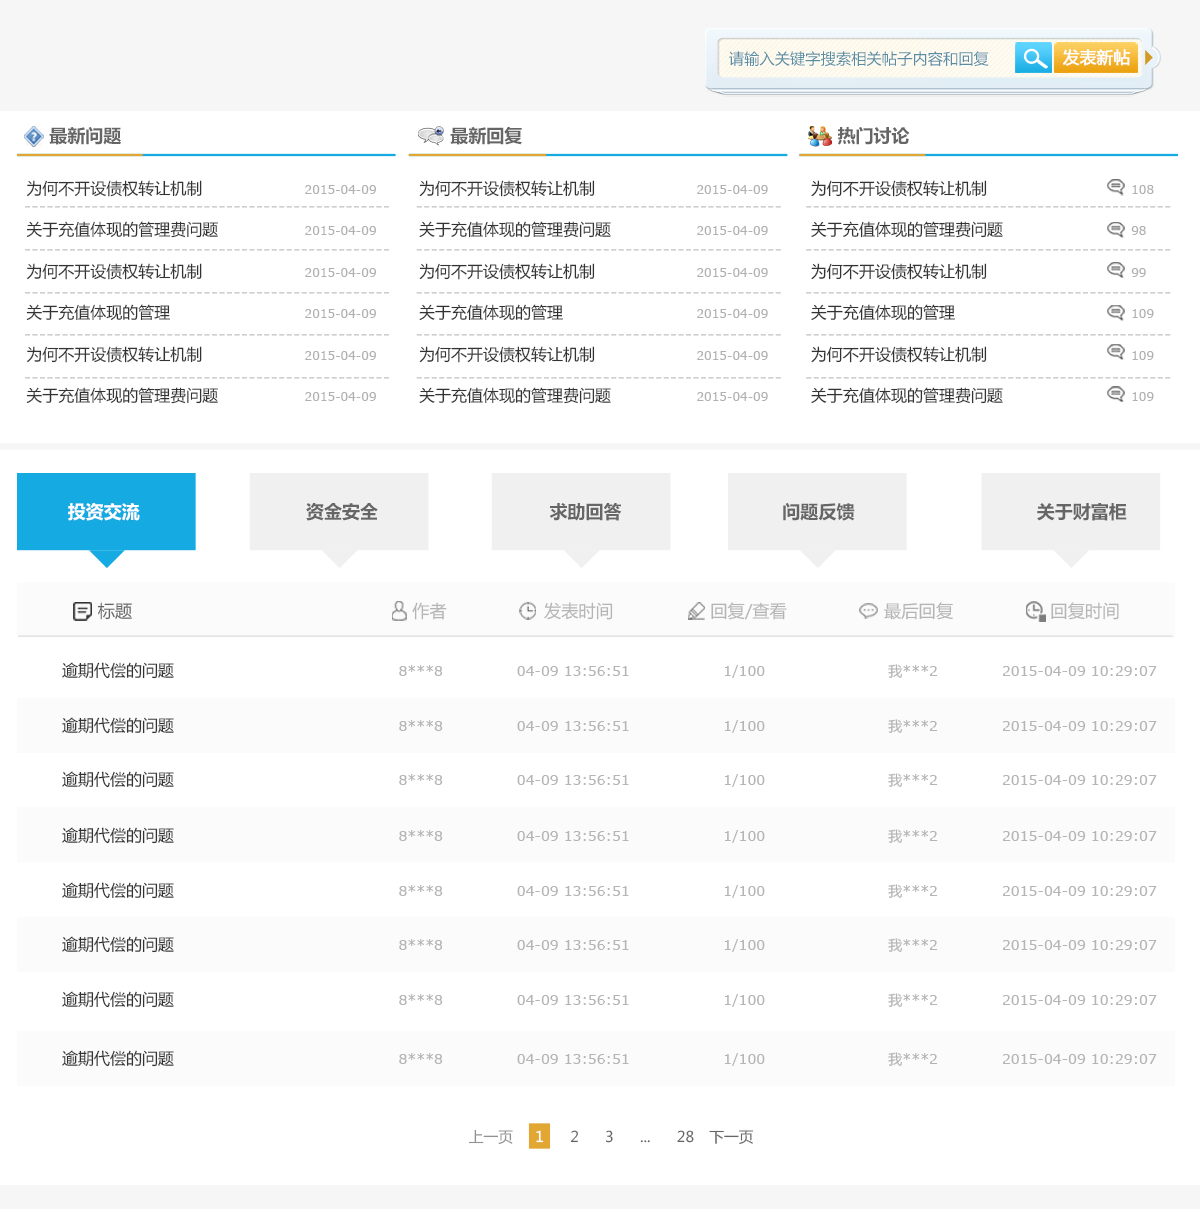 请输入关键字搜索相关帖子内容和回复 发表新帖
最新问题 最新回复 热门讨论
为何不开设债权转让机制 2015-04-09 为何不开设债权转让机制 2015-04-09 为何不开设债权转让机制 108
关于充值体现的管理费问题 2015-04-09 关于充值体现的管理费问题 2015-04-09 关于充值体现的管理费问题 98
为何不开设债权转让机制 2015-04-09 为何不开设债权转让机制 2015-04-09 为何不开设债权转让机制 99
关于充值体现的管理 2015-04-09 关于充值体现的管理 2015-04-09 关于充值体现的管理 109
为何不开设债权转让机制 2015-04-09 为何不开设债权转让机制 2015-04-09 为何不开设债权转让机制 109
关于充值体现的管理费问题 2015-04-09 关于充值体现的管理费问题 2015-04-09 关于充值体现的管理费问题 109
投资交流 资金安全 求助回答 问题反馈 关于财富柜
标题 作者 发表时间 回复/查看 最后回复 回复时间
逾期代偿的问题 8***8 04-09 13:56:51 1/100 我***2 2015-04-09 10:29:07
逾期代偿的问题 8***8 04-09 13:56:51 1/100 我***2 2015-04-09 10:29:07
逾期代偿的问题 8***8 04-09 13:56:51 1/100 我***2 2015-04-09 10:29:07
逾期代偿的问题 8***8 04-09 13:56:51 1/100 我***2 2015-04-09 10:29:07
逾期代偿的问题 8***8 04-09 13:56:51 1/100 我***2 2015-04-09 10:29:07
逾期代偿的问题 8***8 04-09 13:56:51 1/100 我***2 2015-04-09 10:29:07
逾期代偿的问题 8***8 04-09 13:56:51 1/100 我***2 2015-04-09 10:29:07
逾期代偿的问题 8***8 04-09 13:56:51 1/100 我***2 2015-04-09 10:29:07
上一页 1 2 3 ... 28 下一页